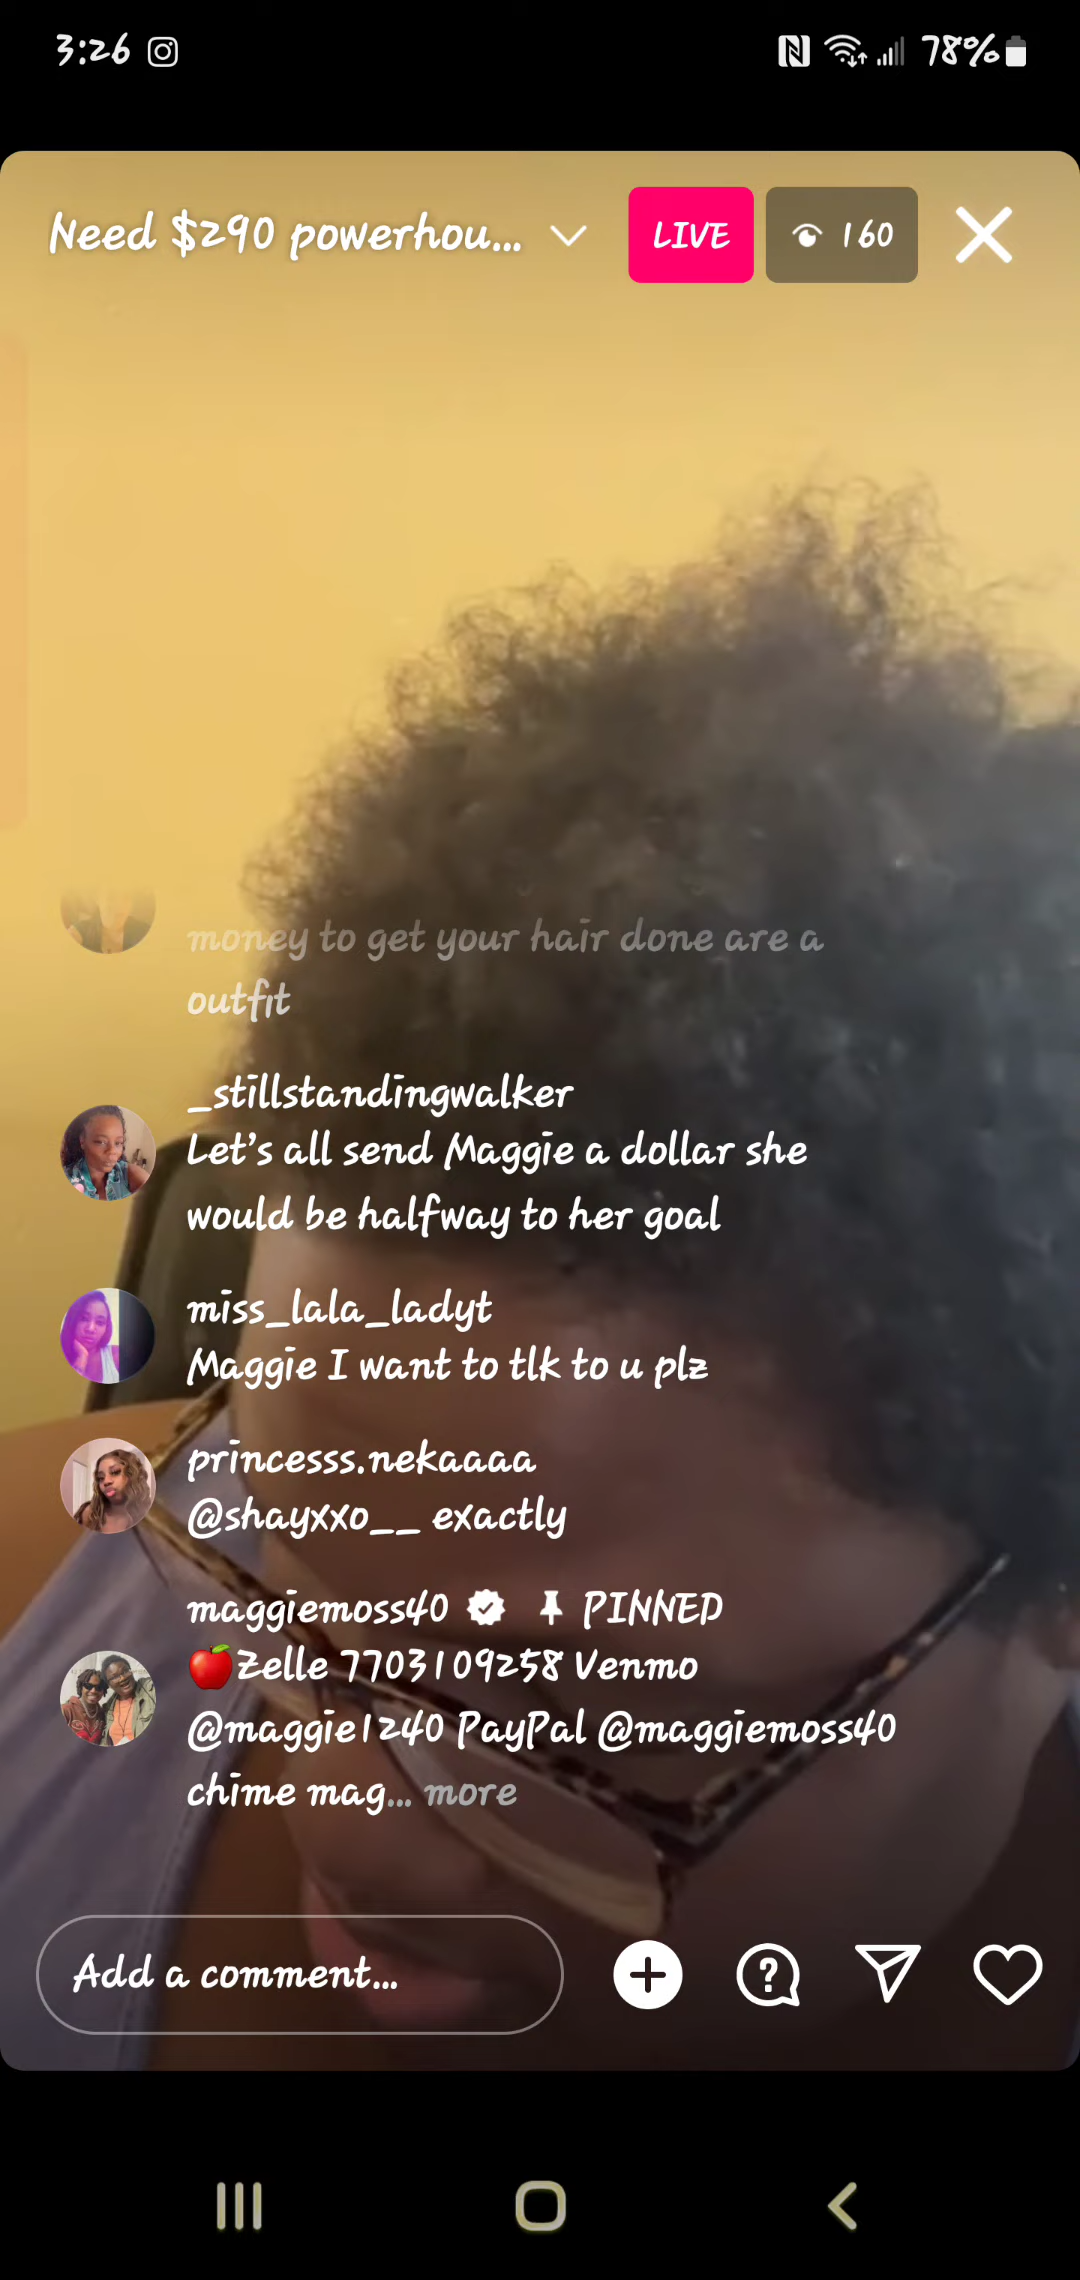 3:26 78%
Need $290 powerhou... LIVE 160
money to get your hair done are a
outfit
_stillstandingwalker
Let's all send Maggie a dollar she
would be halfway to her goal
miss_lala_ladyt
Maggie I want to tlk to u plz
princesss.nekaaaa
@shayxxo__ exactly
maggiemoss40 PINNED
🍎Zelle 7703109258 Venmo
@maggie1240 PayPal @maggiemoss40
chime mag... more
Add a comment...